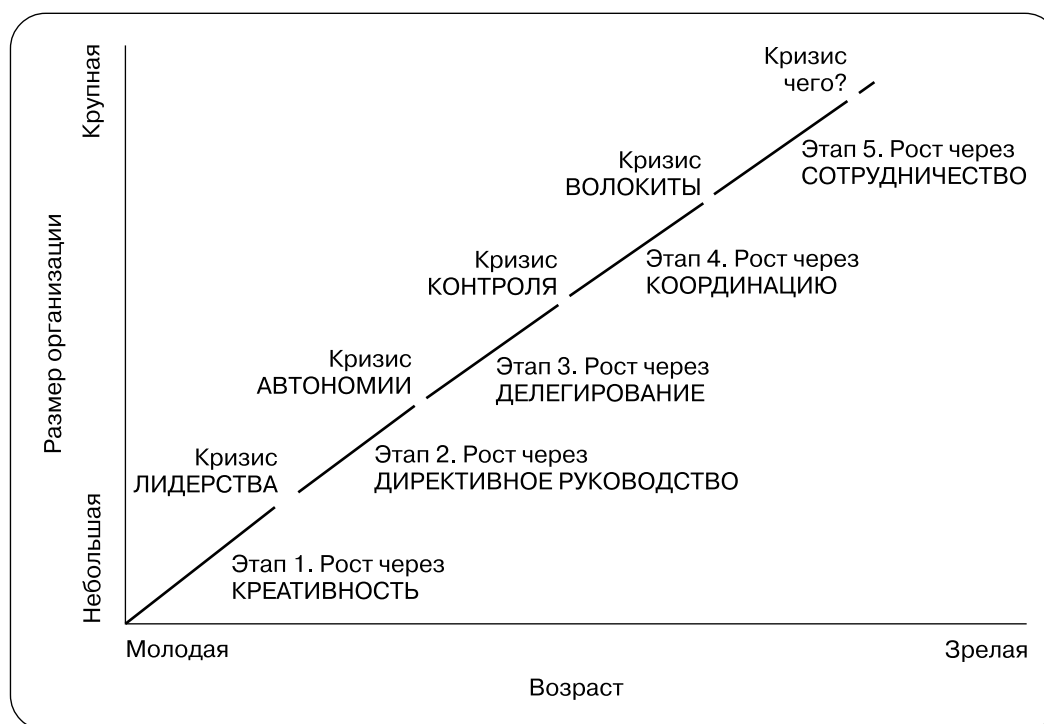 Крупная
Размер организации
Небольшая
Кризис
чего?
Этап 5. Рост через
СОТРУДНИЧЕСТВО
Кризис
ВОЛОКИТЫ
Этап 4. Рост через
КООРДИНАЦИЮ
Кризис
КОНТРОЛЯ
Этап 3. Рост через
ДЕЛЕГИРОВАНИЕ
Кризис
АВТОНОМИИ
Этап 2. Рост через
ДИРЕКТИВНОЕ РУКОВОДСТВО
Кризис
ЛИДЕРСТВА
Этап 1. Рост через
КРЕАТИВНОСТЬ
Молодая
Зрелая
Возраст